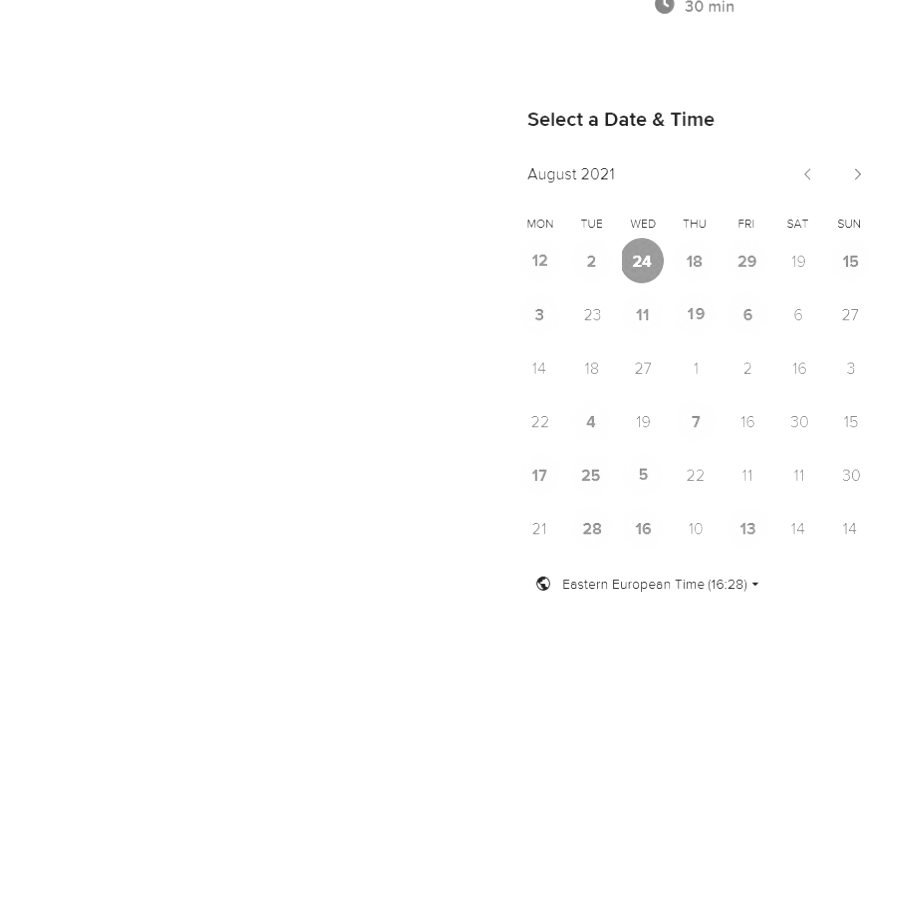 30 min
Select a Date & Time
August 2021
MON TUE WED THU FRI SAT SUN
12 2 24 18 29 19 15
3 23 11 19 6 6 27
14 18 27 1 2 16 3
22 4 19 7 16 30 15
17 25 5 22 11 11 30
21 28 16 10 13 14 14
Eastern European Time (16:28)